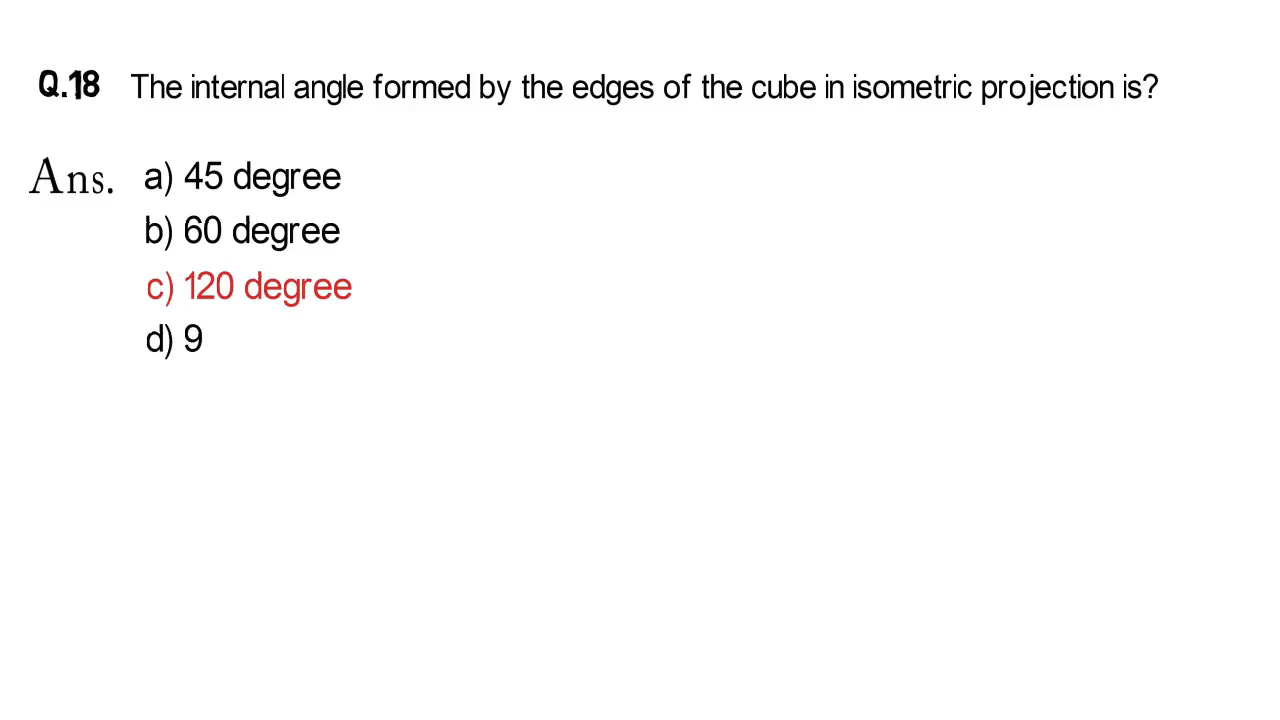 Q.18 The internal angle formed by the edges of the cube in isometric projection is?
Ans. a) 45 degree
b) 60 degree
c) 120 degree
d) 9